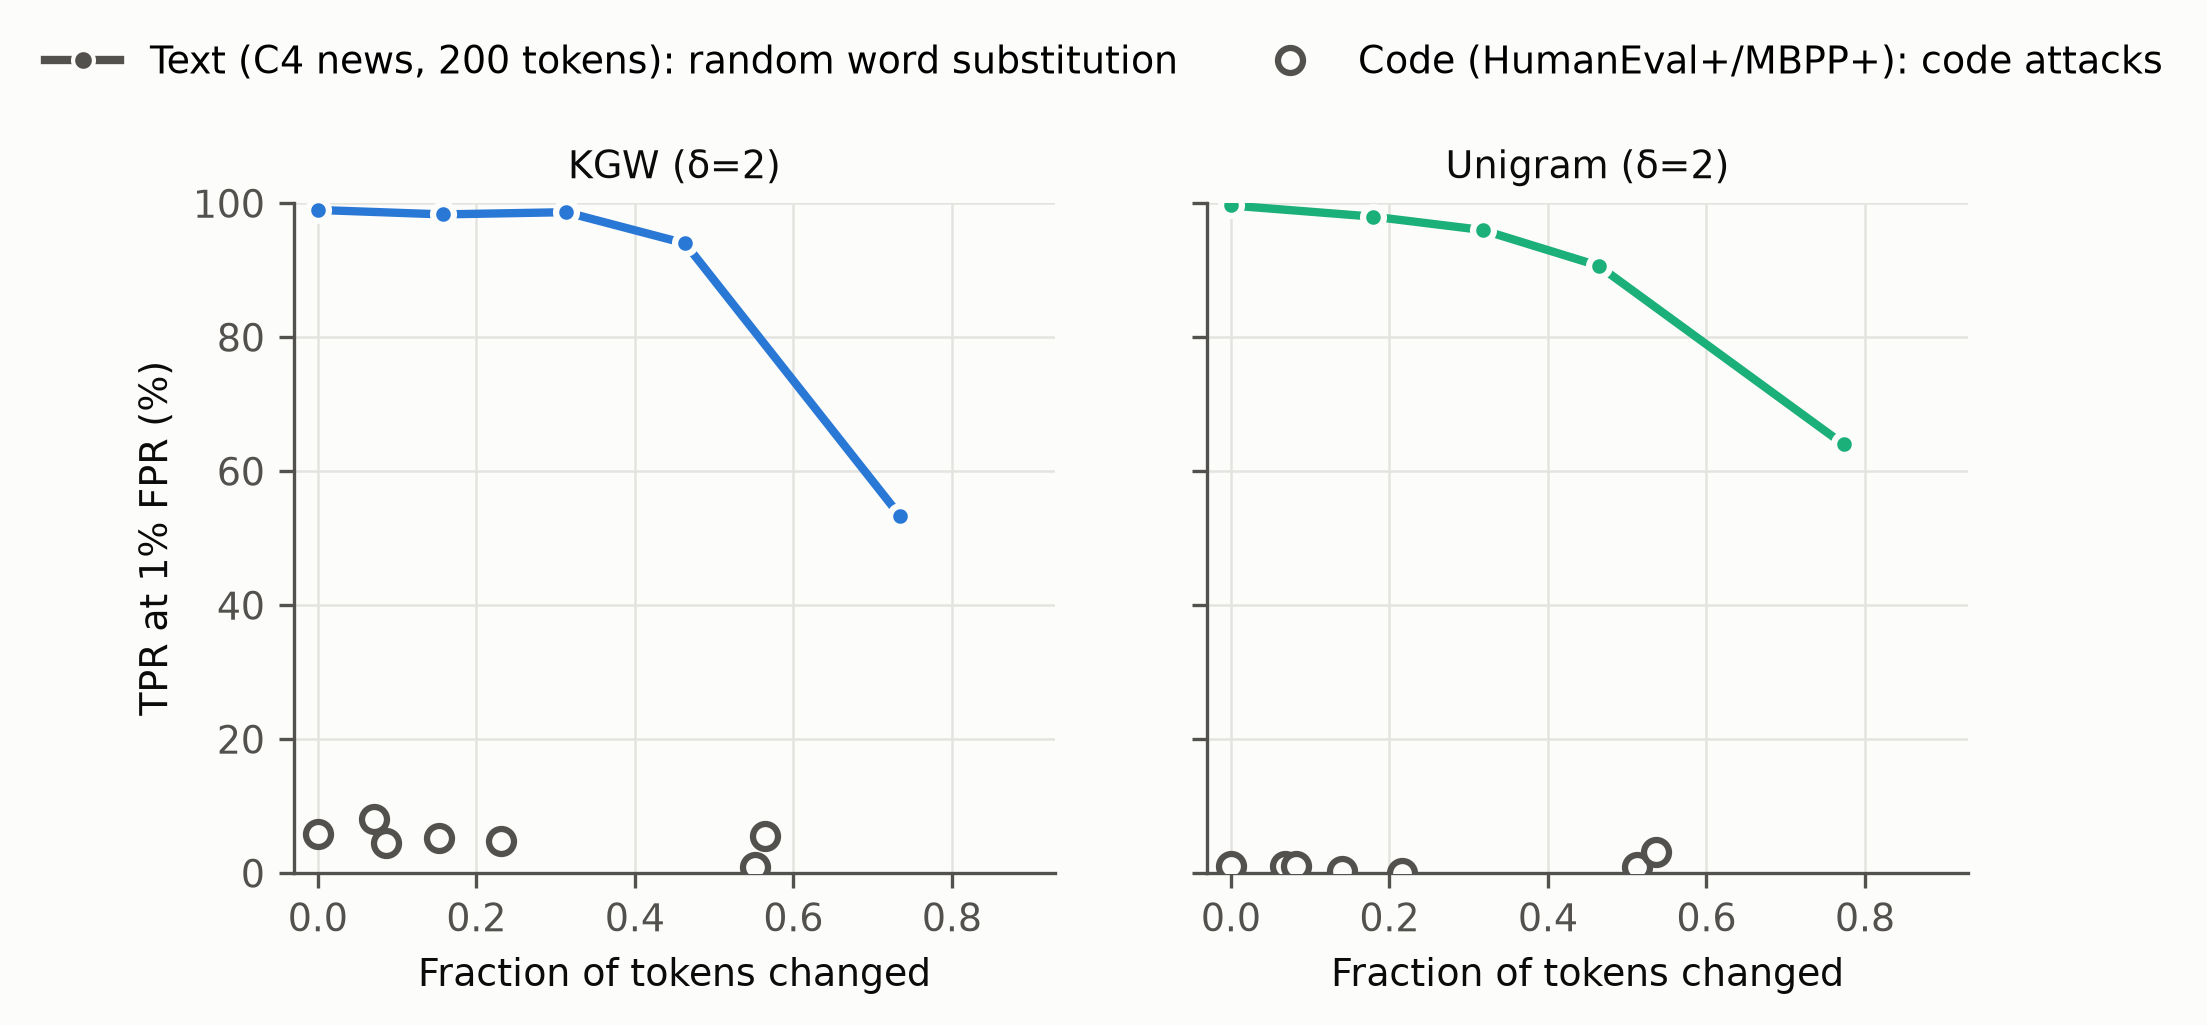 Text (C4 news, 200 tokens): random word substitution
Code (HumanEval+/MBPP+): code attacks
KGW (δ=2)
Unigram (δ=2)
TPR at 1% FPR (%)
100
80
60
40
20
0
0.0 0.2 0.4 0.6 0.8
0.0 0.2 0.4 0.6 0.8
Fraction of tokens changed
Fraction of tokens changed